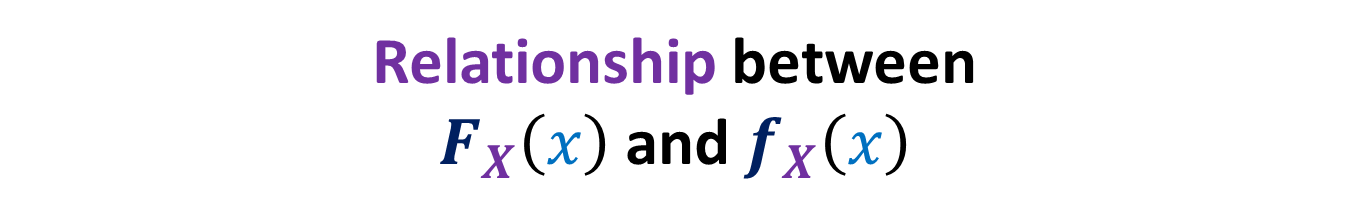 Relationship between
F_X(x) and f_X(x)